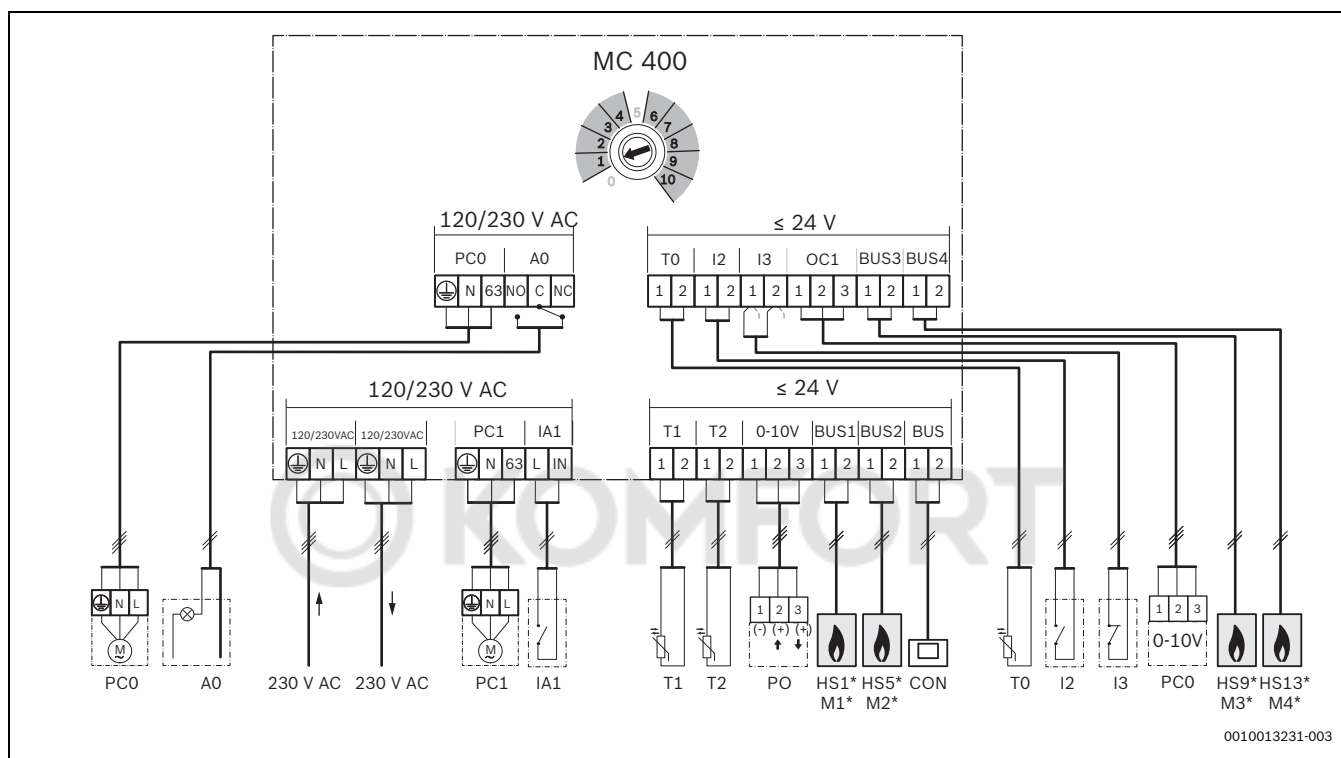 MC 400
0 1 2 3 4 5 6 7 8 9 10
120/230 V AC ≤ 24 V
PC0 A0 T0 I2 I3 OC1 BUS3 BUS4
N 63 NO C NC 1 2 1 2 1 2 1 2 3 1 2 1 2
120/230 V AC ≤ 24 V
120/230VAC 120/230VAC PC1 IA1 T1 T2 0-10V BUS1 BUS2 BUS
N L N L N 63 L IN 1 2 1 2 1 2 3 1 2 1 2 1 2
KOMFORT
N L N L 1 2 3 1 2 3
(-) (+) (+) 0-10V
M M
PC0 A0 230 V AC 230 V AC PC1 IA1 T1 T2 PO HS1* HS5* CON T0 I2 I3 PC0 HS9* HS13*
M1* M2* M3* M4*
0010013231-003